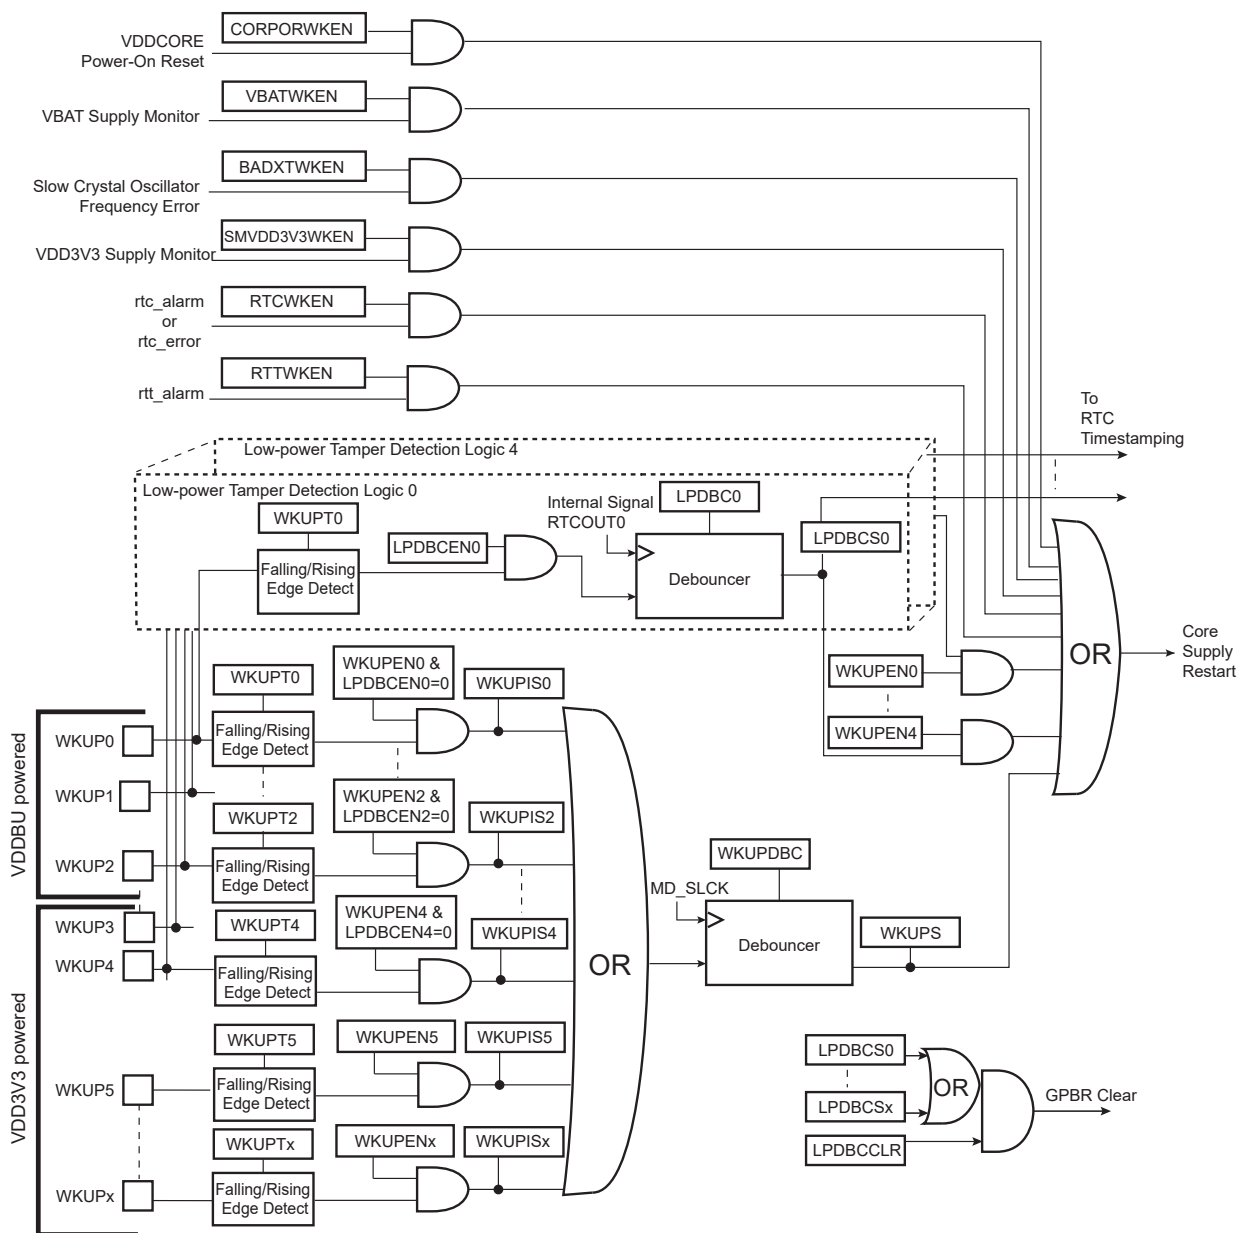 CORPORWKEN
VDDCORE
Power-On Reset
VBATWKEN
VBAT Supply Monitor
BADXTWKEN
Slow Crystal Oscillator
Frequency Error
SMVDD3V3WKEN
VDD3V3 Supply Monitor
rtc_alarm
or
rtc_error
RTCWKEN
RTTWKEN
rtt_alarm
To
RTC
Timestamping
Low-power Tamper Detection Logic 4
Low-power Tamper Detection Logic 0
WKUPT0
Falling/Rising
Edge Detect
LPDBCEN0
Internal Signal
RTCOUT0
LPDBC0
Debouncer
LPDBCS0
OR
Core
Supply
Restart
WKUPEN0
WKUPEN4
VDDBU powered
WKUP0
WKUPT0
Falling/Rising
Edge Detect
WKUPEN0 &
LPDBCEN0=0
WKUPIS0
WKUP1
WKUP2
WKUPT2
Falling/Rising
Edge Detect
WKUPEN2 &
LPDBCEN2=0
WKUPIS2
VDD3V3 powered
WKUP3
WKUP4
WKUPT4
Falling/Rising
Edge Detect
WKUPEN4 &
LPDBCEN4=0
WKUPIS4
WKUP5
WKUPT5
Falling/Rising
Edge Detect
WKUPEN5
WKUPIS5
WKUPx
WKUPTx
Falling/Rising
Edge Detect
WKUPENx
WKUPISx
OR
MD_SLCK
WKUPDBC
Debouncer
WKUPS
LPDBCS0
LPDBCSx
LPDBCCLR
OR
GPBR Clear